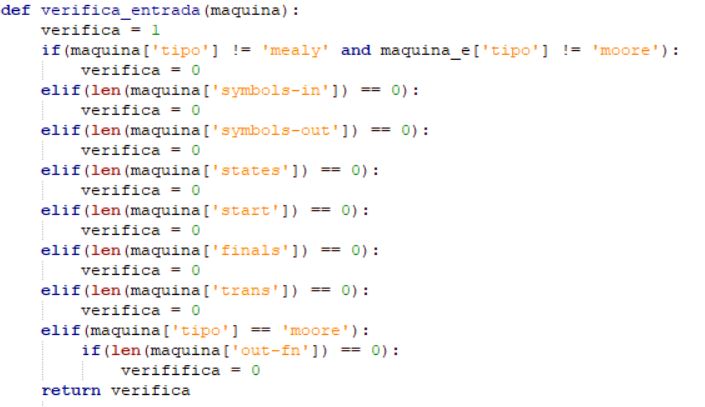 def verifica_entrada(maquina):
    verifica = 1
    if(maquina['tipo'] != 'mealy' and maquina_e['tipo'] != 'moore'):
        verifica = 0
    elif(len(maquina['symbols-in']) == 0):
        verifica = 0
    elif(len(maquina['symbols-out']) == 0):
        verifica = 0
    elif(len(maquina['states']) == 0):
        verifica = 0
    elif(len(maquina['start']) == 0):
        verifica = 0
    elif(len(maquina['finals']) == 0):
        verifica = 0
    elif(len(maquina['trans']) == 0):
        verifica = 0
    elif(maquina['tipo'] == 'moore'):
        if(len(maquina['out-fn']) == 0):
            verififica = 0
    return verifica